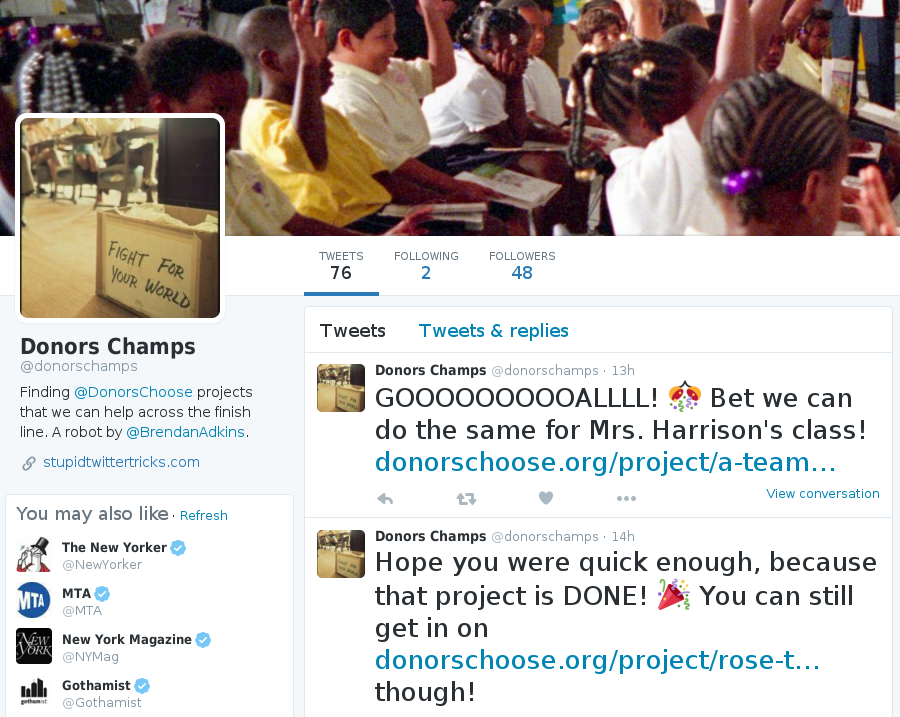 FIGHT FOR
YOUR WORLD
TWEETS
76
FOLLOWING
2
FOLLOWERS
48
Donors Champs
@donorschamps
Finding @DonorsChoose projects
that we can help across the finish
line. A robot by @BrendanAdkins.
stupidtwittertricks.com
You may also like · Refresh
The New Yorker
@NewYorker
MTA
MTA
@MTA
NEW YORK
New York Magazine
@NYMag
gothamist
Gothamist
@Gothamist
Tweets Tweets & replies
Donors Champs @donorschamps · 13h
GOOOOOOOOOALLLL! 🎊 Bet we can
do the same for Mrs. Harrison's class!
donorschoose.org/project/a-team…
View conversation
Donors Champs @donorschamps · 14h
Hope you were quick enough, because
that project is DONE! 🎉 You can still
get in on
donorschoose.org/project/rose-t…
though!